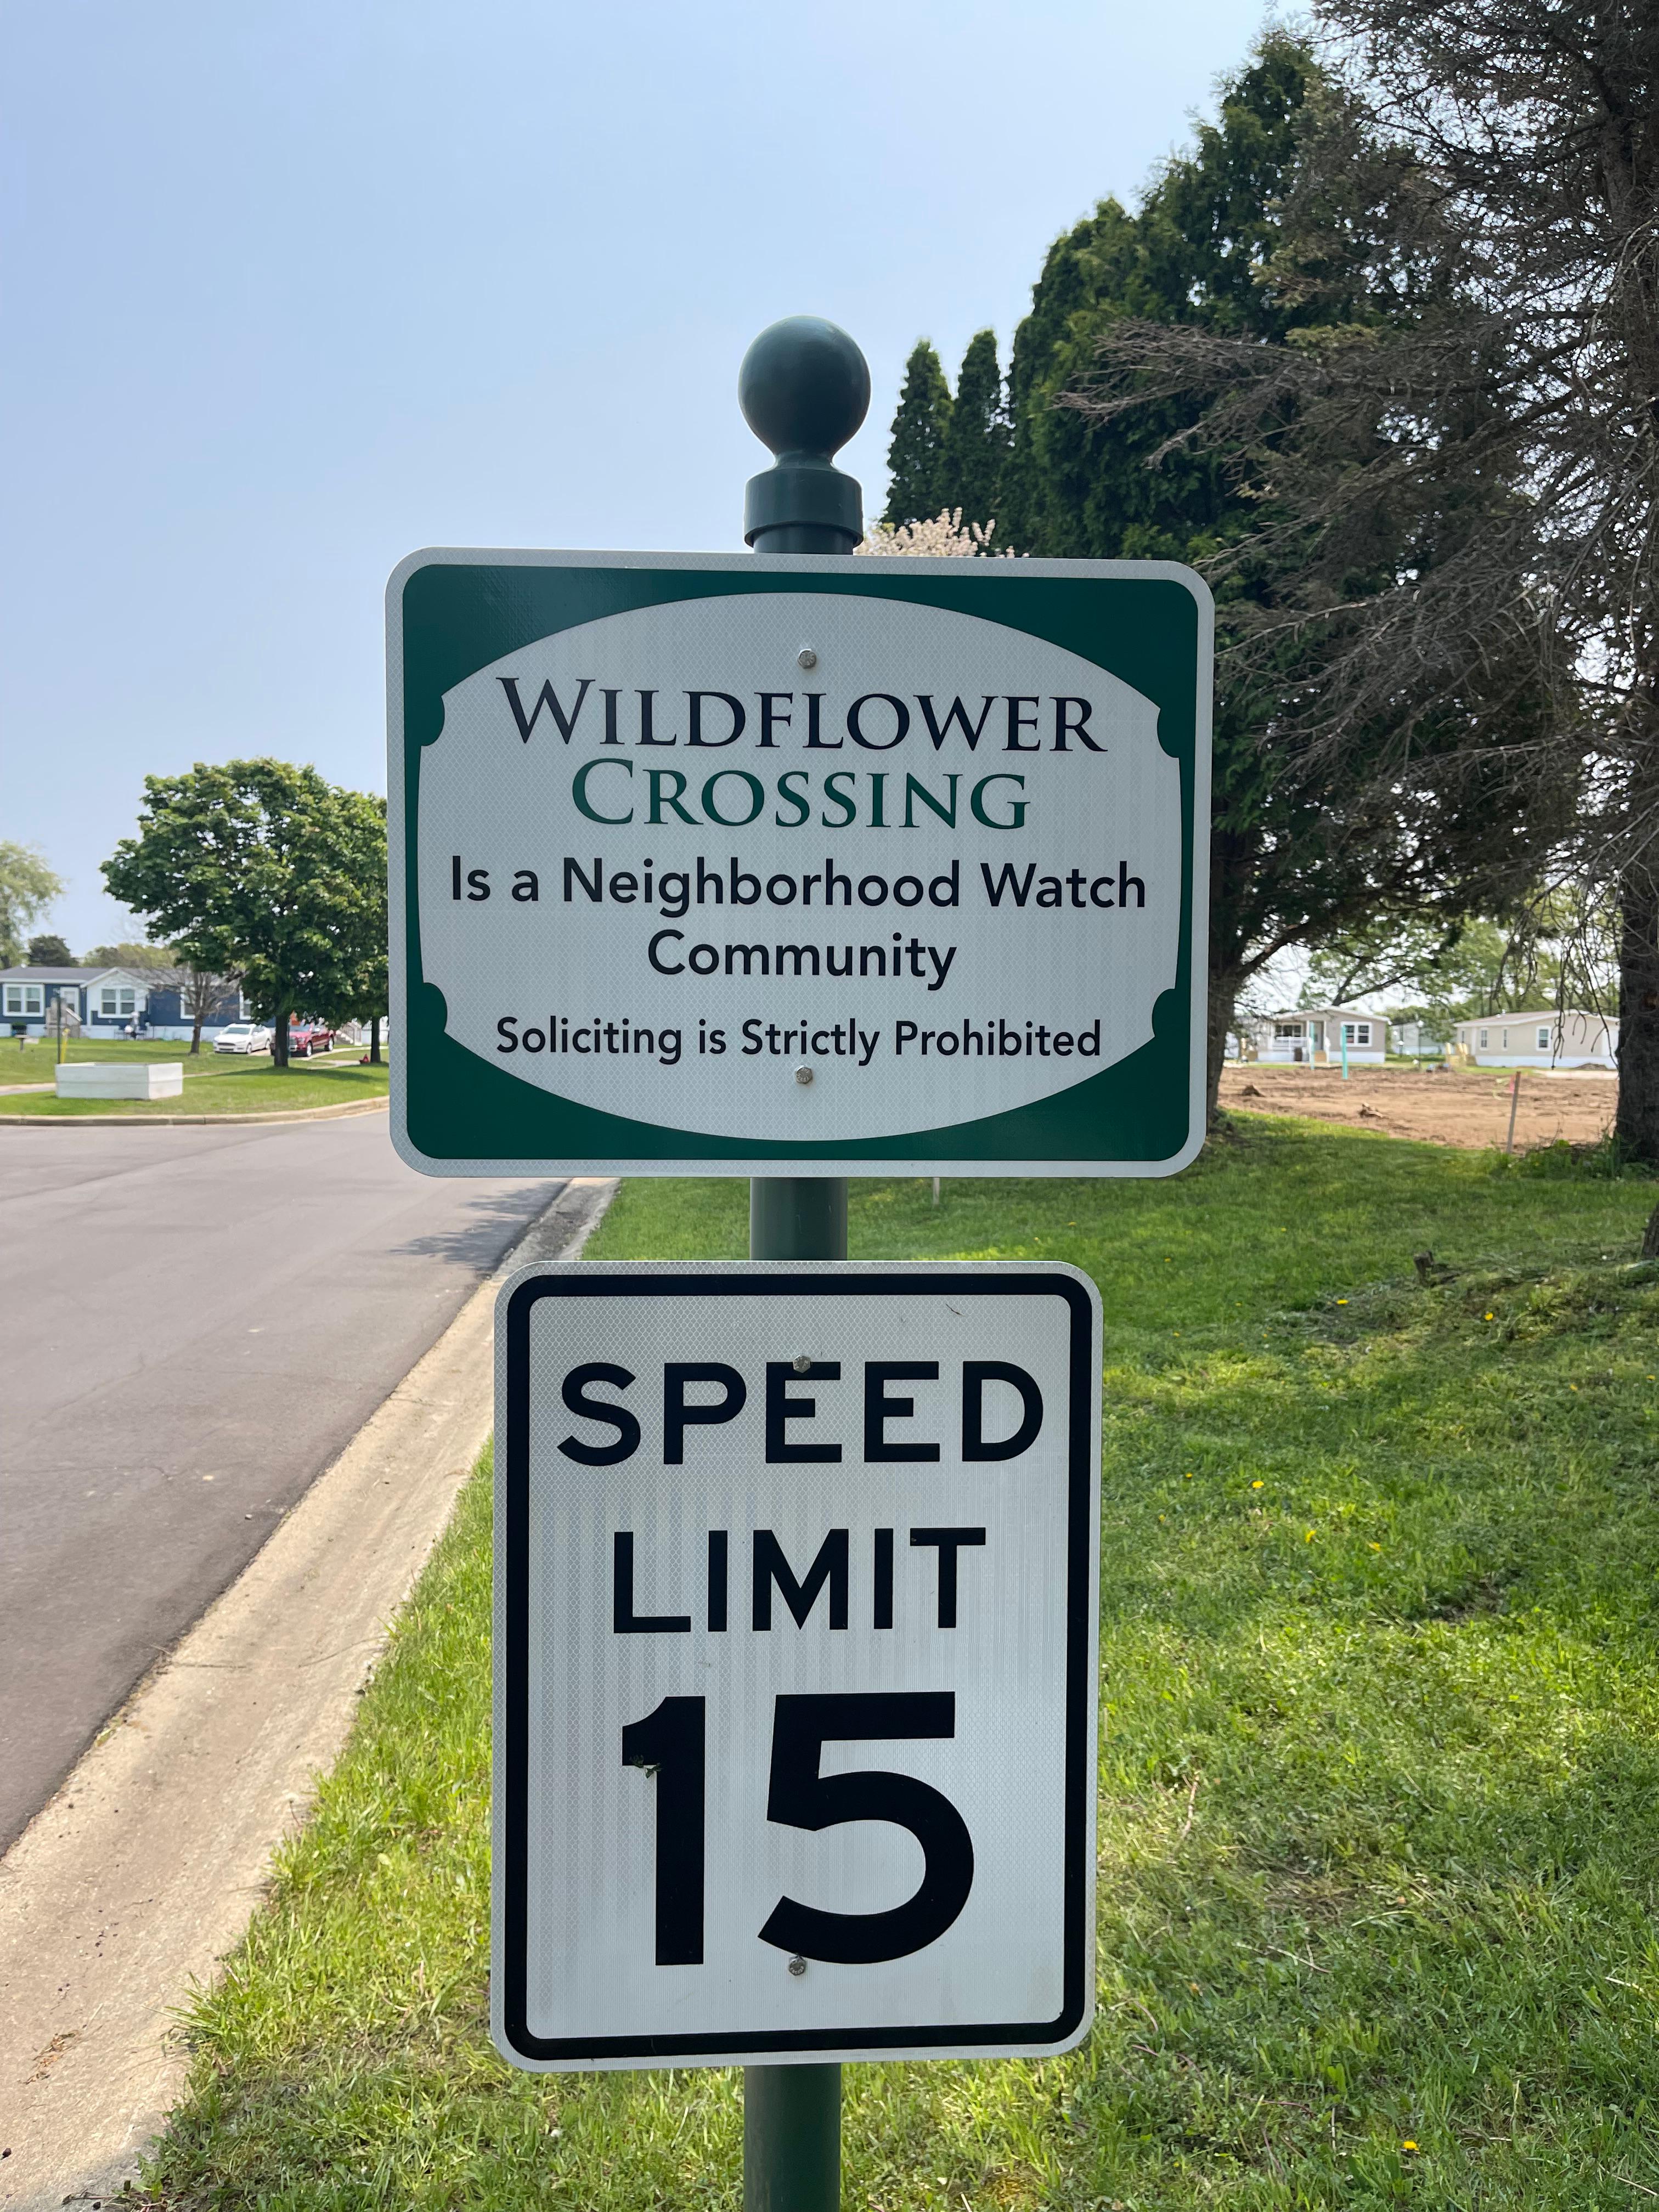 WILDFLOWER
CROSSING
Is a Neighborhood Watch
Community
Soliciting is Strictly Prohibited
SPEED
LIMIT
15